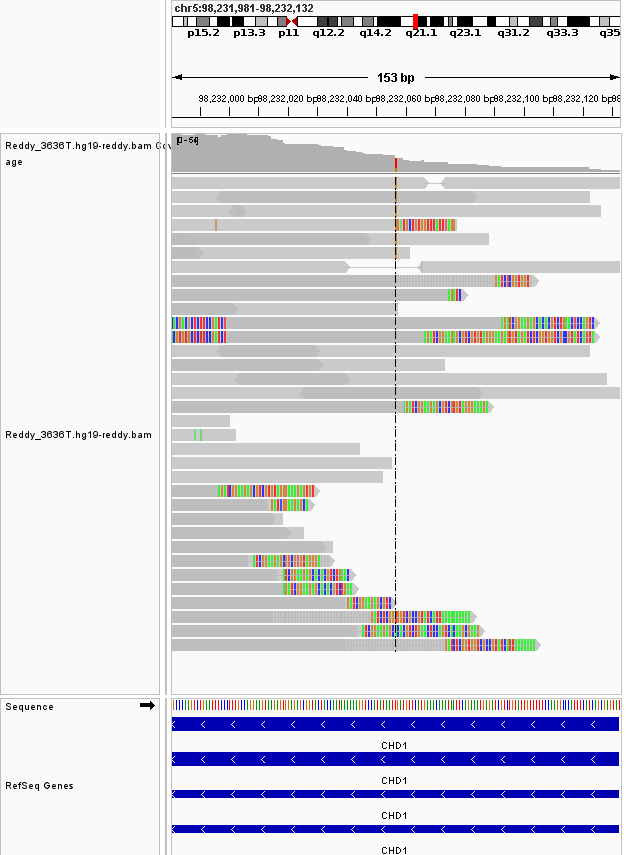 chr5:98,231,981-98,232,132
p15.2 p13.3 p11 q12.2 q14.2 q21.1 q23.1 q31.2 q33.3 q35
153 bp
98,232,000 bp 98,232,020 bp 98,232,040 bp 98,232,060 bp 98,232,080 bp 98,232,100 bp 98,232,120 bp 98
Reddy_3636T.hg19-reddy.bam Cov
age
Reddy_3636T.hg19-reddy.bam
Sequence
CHD1
CHD1
RefSeq Genes
CHD1
CHD1